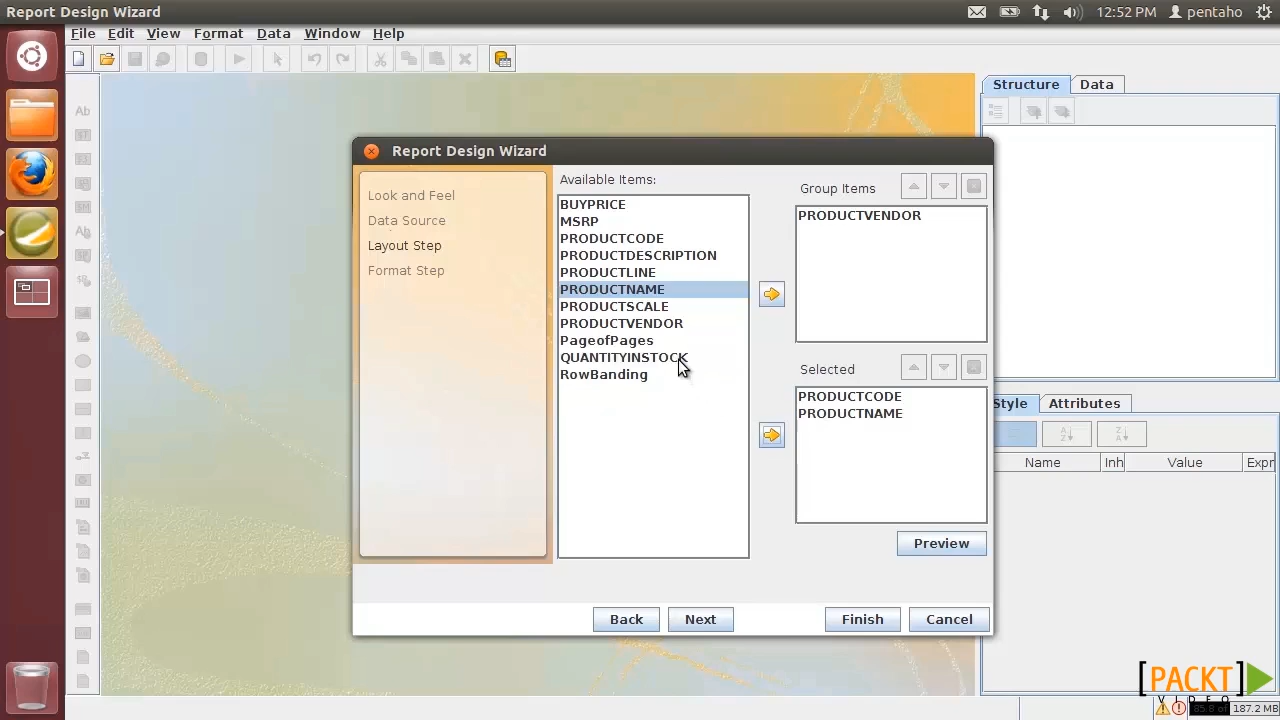 Report Design Wizard
12:52 PM
pentaho
File Edit View Format Data Window Help
Structure
Data
Report Design Wizard
Look and Feel
Data Source
Layout Step
Format Step
Available Items:
BUYPRICE
MSRP
PRODUCTCODE
PRODUCTDESCRIPTION
PRODUCTLINE
PRODUCTNAME
PRODUCTSCALE
PRODUCTVENDOR
PageofPages
QUANTITYINSTOCK
RowBanding
Group Items
PRODUCTVENDOR
Selected
PRODUCTCODE
PRODUCTNAME
Preview
Back
Next
Finish
Cancel
Style
Attributes
Name
Inh
Value
Expr
[PACKT]
VIDEO
187.2 MB